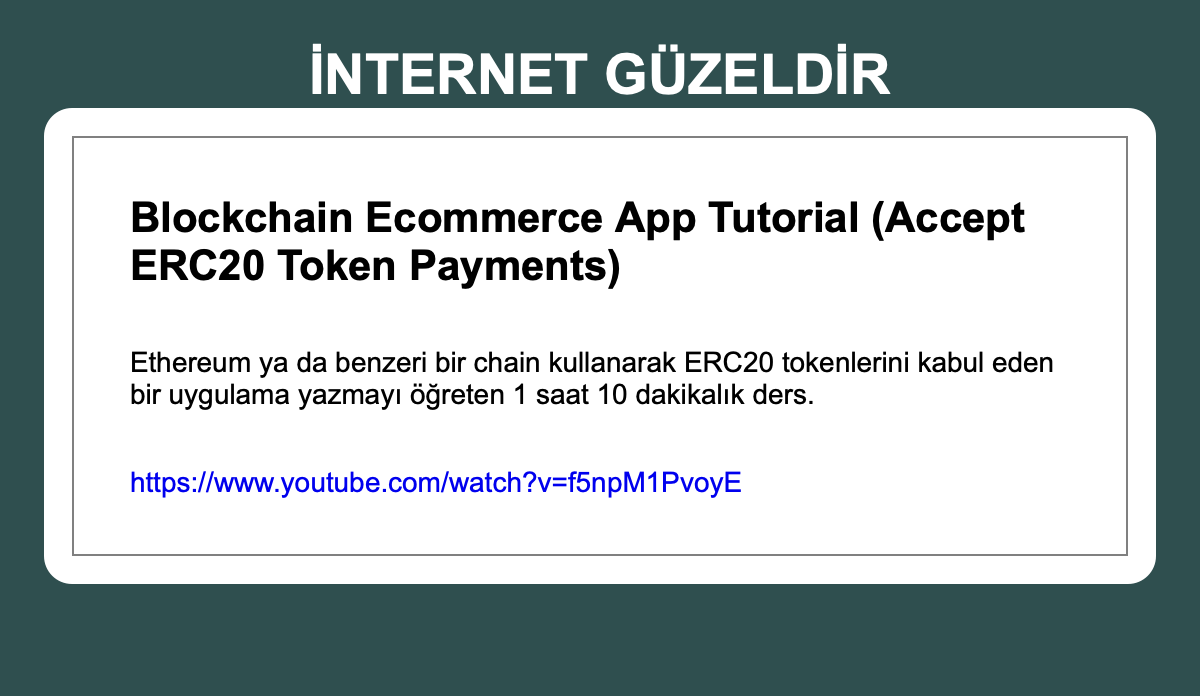 İNTERNET GÜZELDİR
Blockchain Ecommerce App Tutorial (Accept
ERC20 Token Payments)
Ethereum ya da benzeri bir chain kullanarak ERC20 tokenlerini kabul eden
bir uygulama yazmayı öğreten 1 saat 10 dakikalık ders.
https://www.youtube.com/watch?v=f5npM1PvoyE